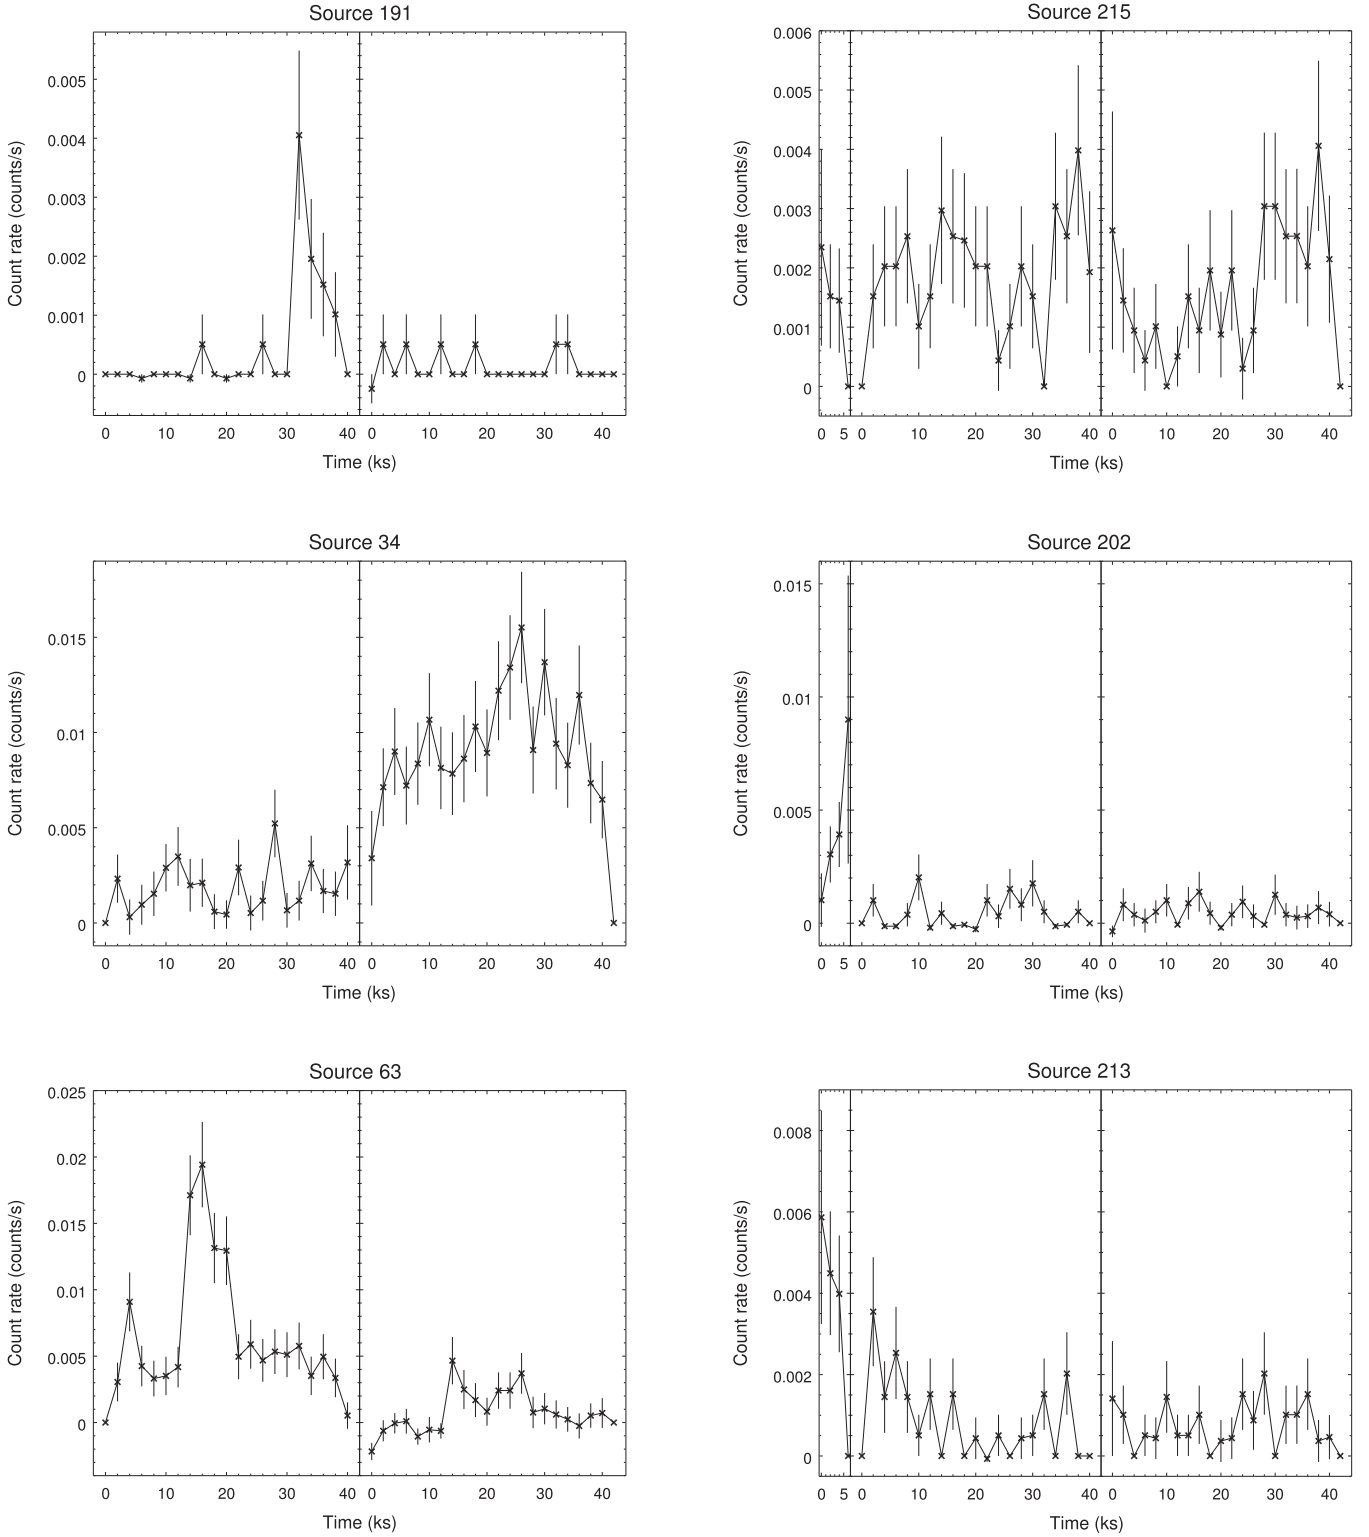 Source 191
Count rate (counts/s)
0.005
0.004
0.003
0.002
0.001
0
0 10 20 30 40 0 10 20 30 40
Time (ks)
Source 215
Count rate (counts/s)
0.006
0.005
0.004
0.003
0.002
0.001
0
0 5 0 10 20 30 40 0 10 20 30 40
Time (ks)
Source 34
Count rate (counts/s)
0.015
0.01
0.005
0
0 10 20 30 40 0 10 20 30 40
Time (ks)
Source 202
Count rate (counts/s)
0.015
0.01
0.005
0
0 5 0 10 20 30 40 0 10 20 30 40
Time (ks)
Source 63
Count rate (counts/s)
0.025
0.02
0.015
0.01
0.005
0
0 10 20 30 40 0 10 20 30 40
Time (ks)
Source 213
Count rate (counts/s)
0.008
0.006
0.004
0.002
0
0 5 0 10 20 30 40 0 10 20 30 40
Time (ks)